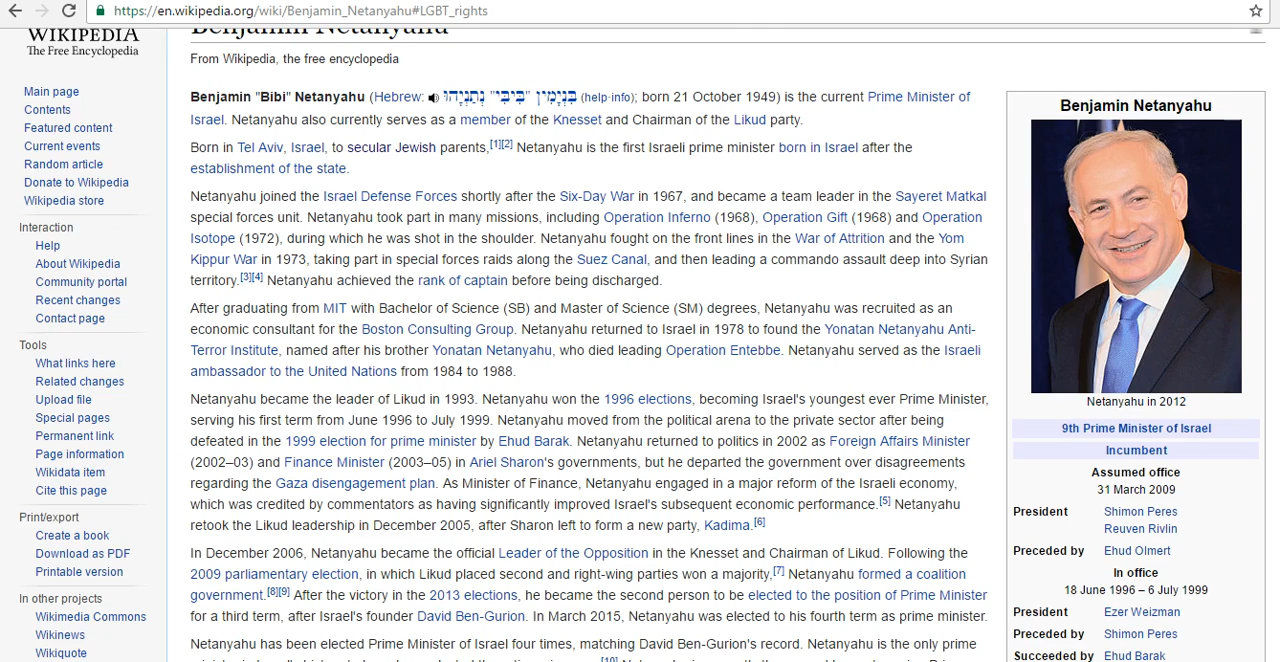 https://en.wikipedia.org/wiki/Benjamin_Netanyahu#LGBT_rights
WIKIPEDIA
The Free Encyclopedia
Main page
Contents
Featured content
Current events
Random article
Donate to Wikipedia
Wikipedia store
Interaction
Help
About Wikipedia
Community portal
Recent changes
Contact page
Tools
What links here
Related changes
Upload file
Special pages
Permanent link
Page information
Wikidata item
Cite this page
Print/export
Create a book
Download as PDF
Printable version
In other projects
Wikimedia Commons
Wikinews
Wikiquote
Benjamin Netanyahu
From Wikipedia, the free encyclopedia
Benjamin "Bibi" Netanyahu (Hebrew: בִּנְיָמִין "בִּיבִּי" נְתַנְיָהוּ (help·info); born 21 October 1949) is the current Prime Minister of
Israel. Netanyahu also currently serves as a member of the Knesset and Chairman of the Likud party.
Born in Tel Aviv, Israel, to secular Jewish parents,[1][2] Netanyahu is the first Israeli prime minister born in Israel after the
establishment of the state.
Netanyahu joined the Israel Defense Forces shortly after the Six-Day War in 1967, and became a team leader in the Sayeret Matkal
special forces unit. Netanyahu took part in many missions, including Operation Inferno (1968), Operation Gift (1968) and Operation
Isotope (1972), during which he was shot in the shoulder. Netanyahu fought on the front lines in the War of Attrition and the Yom
Kippur War in 1973, taking part in special forces raids along the Suez Canal, and then leading a commando assault deep into Syrian
territory.[3][4] Netanyahu achieved the rank of captain before being discharged.
After graduating from MIT with Bachelor of Science (SB) and Master of Science (SM) degrees, Netanyahu was recruited as an
economic consultant for the Boston Consulting Group. Netanyahu returned to Israel in 1978 to found the Yonatan Netanyahu Anti-
Terror Institute, named after his brother Yonatan Netanyahu, who died leading Operation Entebbe. Netanyahu served as the Israeli
ambassador to the United Nations from 1984 to 1988.
Netanyahu became the leader of Likud in 1993. Netanyahu won the 1996 elections, becoming Israel's youngest ever Prime Minister,
serving his first term from June 1996 to July 1999. Netanyahu moved from the political arena to the private sector after being
defeated in the 1999 election for prime minister by Ehud Barak. Netanyahu returned to politics in 2002 as Foreign Affairs Minister
(2002–03) and Finance Minister (2003–05) in Ariel Sharon's governments, but he departed the government over disagreements
regarding the Gaza disengagement plan. As Minister of Finance, Netanyahu engaged in a major reform of the Israeli economy,
which was credited by commentators as having significantly improved Israel's subsequent economic performance.[5] Netanyahu
retook the Likud leadership in December 2005, after Sharon left to form a new party, Kadima.[6]
In December 2006, Netanyahu became the official Leader of the Opposition in the Knesset and Chairman of Likud. Following the
2009 parliamentary election, in which Likud placed second and right-wing parties won a majority,[7] Netanyahu formed a coalition
government.[8][9] After the victory in the 2013 elections, he became the second person to be elected to the position of Prime Minister
for a third term, after Israel's founder David Ben-Gurion. In March 2015, Netanyahu was elected to his fourth term as prime minister.
Netanyahu has been elected Prime Minister of Israel four times, matching David Ben-Gurion's record. Netanyahu is the only prime
Benjamin Netanyahu
Netanyahu in 2012
9th Prime Minister of Israel
Incumbent
Assumed office
31 March 2009
President Shimon Peres
Reuven Rivlin
Preceded by Ehud Olmert
In office
18 June 1996 – 6 July 1999
President Ezer Weizman
Preceded by Shimon Peres
Succeeded by Ehud Barak